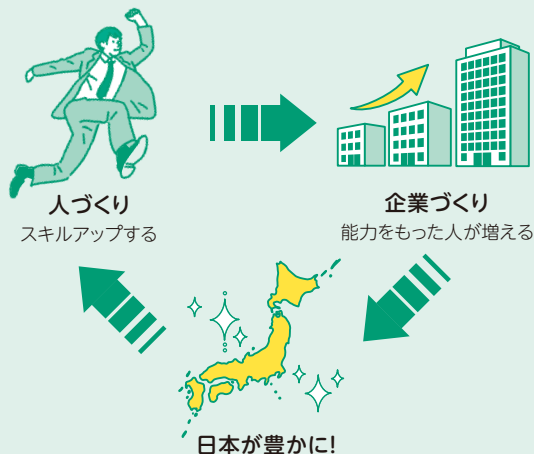 人づくり
スキルアップする
企業づくり
能力をもった人が増える
日本が豊かに!